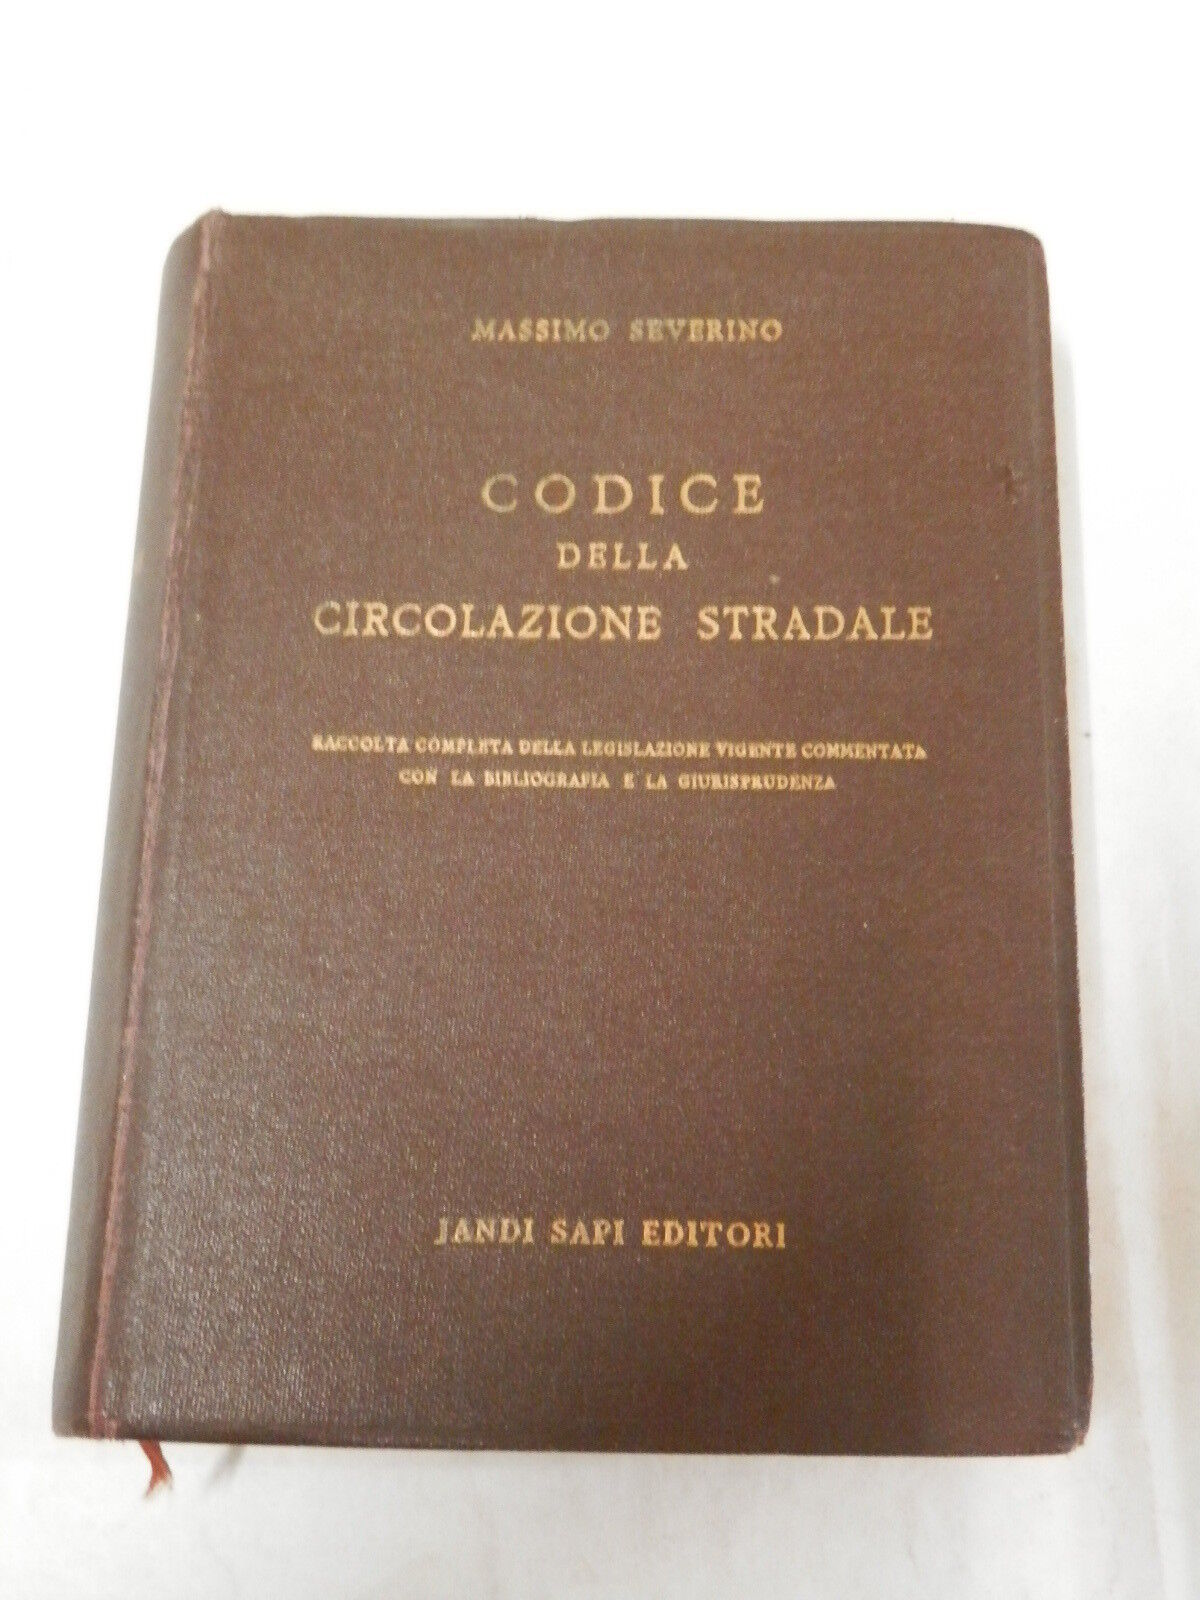 MASSIMO SEVERINO
CODICE
DELLA
CIRCOLAZIONE STRADALE
RACCOLTA COMPLETA DELLA LEGISLAZIONE VIGENTE COMMENTATA
CON LA BIBLIOGRAFIA E LA GIURISPRUDENZA
JANDI SAPI EDITORI